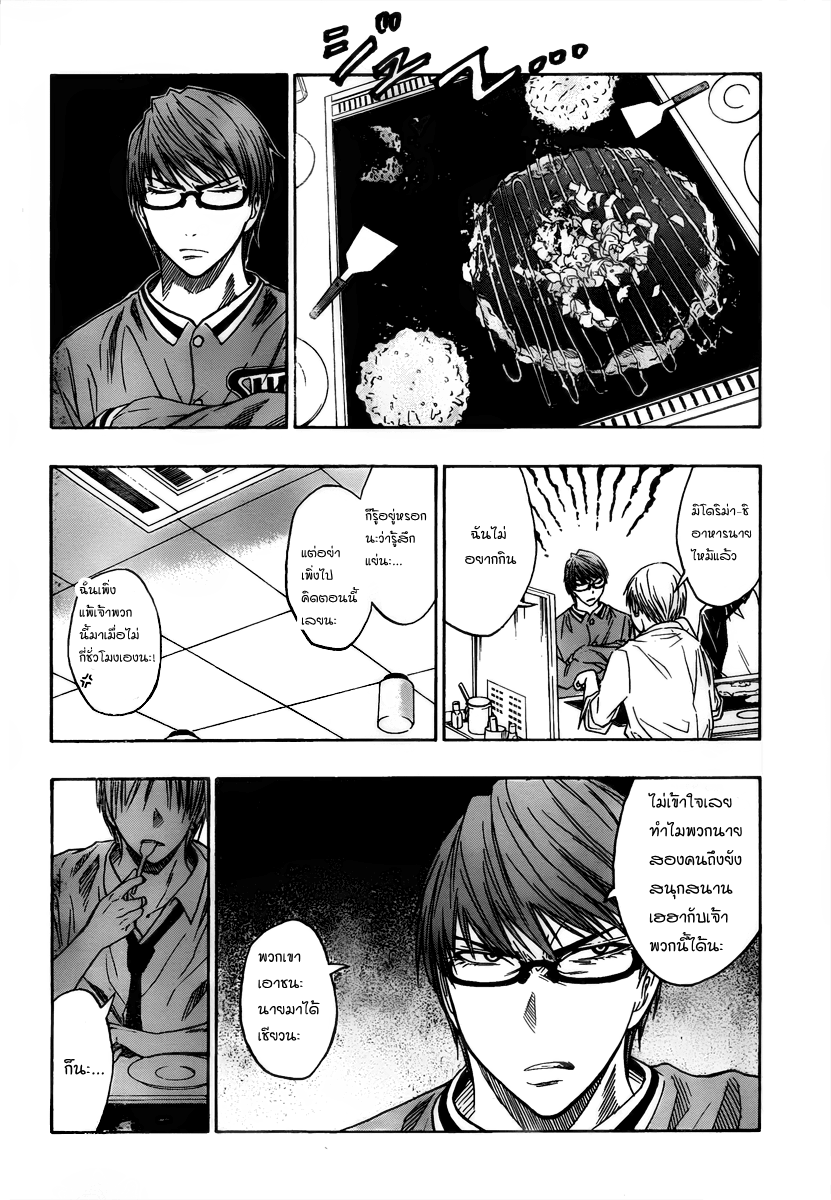 ジュ〜...
มิโดริม่า-ชิ
อาหารนาย
ไหม้แล้ว
ฉันไม่
อยากกิน
ก็รู้อยู่หรอก
นะว่ารู้สึก
แย่นะ...
แต่อย่า
เพิ่งไป
คิดตอนนี้
เลยนะ
ฉันเพิ่ง
แพ้เจ้าพวก
นี้มาเมื่อไม่
กี่ชั่วโมงเองนะ!
ไม่เข้าใจเลย
ทำไมพวกนาย
สองคนถึงยัง
สนุกสนาน
เฮฮากับเจ้า
พวกนี้ได้นะ
พวกเขา
เอาชนะ
นายมาได้
เชียวนะ
ก็นะ...